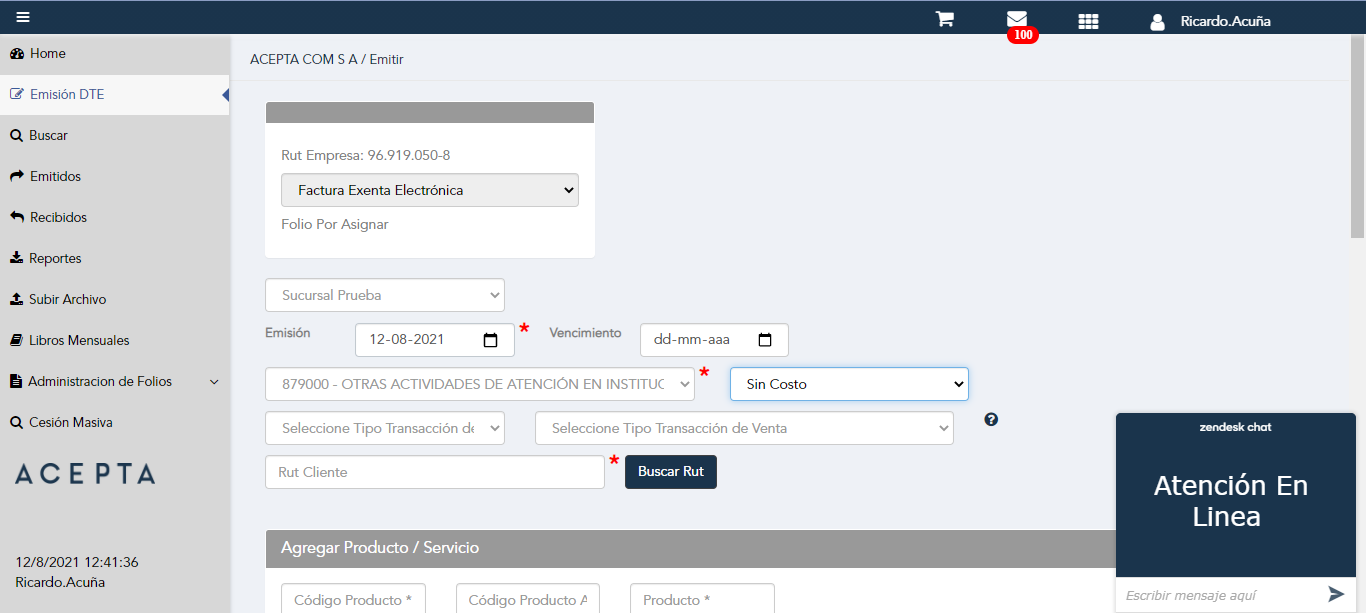 Ricardo.Acuña
100
Home
Emisión DTE
Buscar
Emitidos
Recibidos
Reportes
Subir Archivo
Libros Mensuales
Administracion de Folios
Cesión Masiva
ACEPTA
12/8/2021 12:41:36
Ricardo.Acuña
ACEPTA COM S A / Emitir
Rut Empresa: 96.919.050-8
Factura Exenta Electrónica
Folio Por Asignar
Sucursal Prueba
Emisión 12-08-2021 * Vencimiento dd-mm-aaa
879000 - OTRAS ACTIVIDADES DE ATENCIÓN EN INSTITUC * Sin Costo
Seleccione Tipo Transacción de Seleccione Tipo Transacción de Venta
Rut Cliente * Buscar Rut
Agregar Producto / Servicio
Código Producto * Código Producto A Producto *
zendesk chat
Atención En
Linea
Escribir mensaje aquí